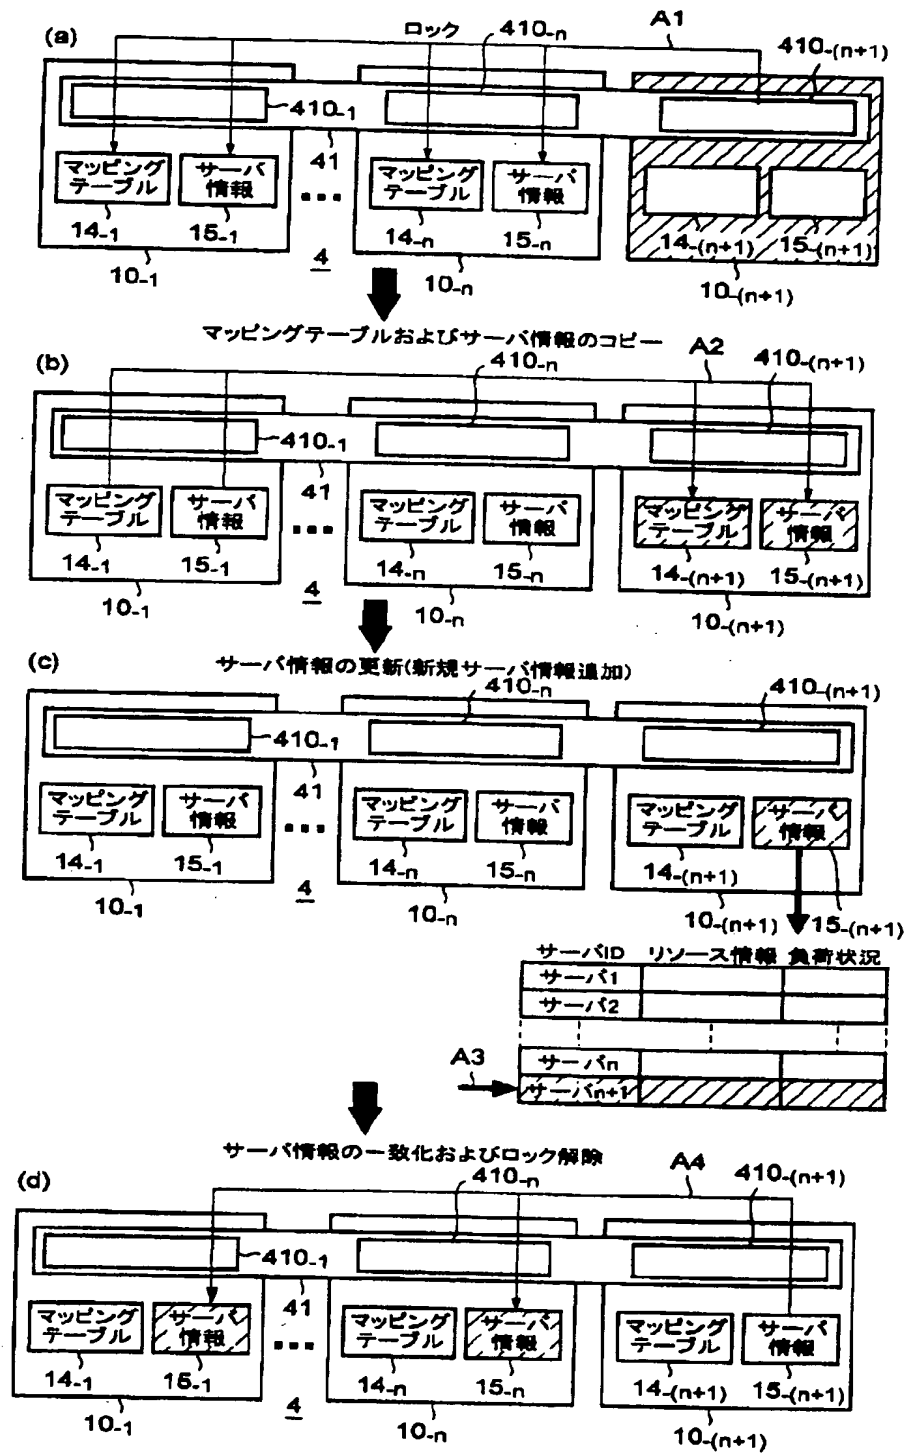 (a)
ロック
410-n
A1
410-(n+1)
410-1
41
マッピング
テーブル
サーバ
情報
マッピング
テーブル
サーバ
情報
14-1
15-1
14-n
15-n
14-(n+1)
15-(n+1)
10-1
4
10-n
10-(n+1)
マッピングテーブルおよびサーバ情報のコピー
(b)
410-n
A2
410-(n+1)
410-1
41
マッピング
テーブル
サーバ
情報
マッピング
テーブル
サーバ
情報
マッピング
テーブル
サーバ
情報
14-1
15-1
14-n
15-n
14-(n+1)
15-(n+1)
10-1
4
10-n
10-(n+1)
(c)
サーバ情報の更新(新規サーバ情報追加)
410-n
410-(n+1)
410-1
41
マッピング
テーブル
サーバ
情報
マッピング
テーブル
サーバ
情報
マッピング
テーブル
サーバ
情報
14-1
15-1
14-n
15-n
14-(n+1)
10-1
4
10-n
10-(n+1)
15-(n+1)
サーバID リソース情報 負荷状況
サーバ1
サーバ2
サーバn
A3
サーバn+1
サーバ情報の一致化およびロック解除
(d)
410-n
A4
410-(n+1)
410-1
41
マッピング
テーブル
サーバ
情報
マッピング
テーブル
サーバ
情報
マッピング
テーブル
サーバ
情報
14-1
15-1
14-n
15-n
14-(n+1)
15-(n+1)
10-1
4
10-n
10-(n+1)